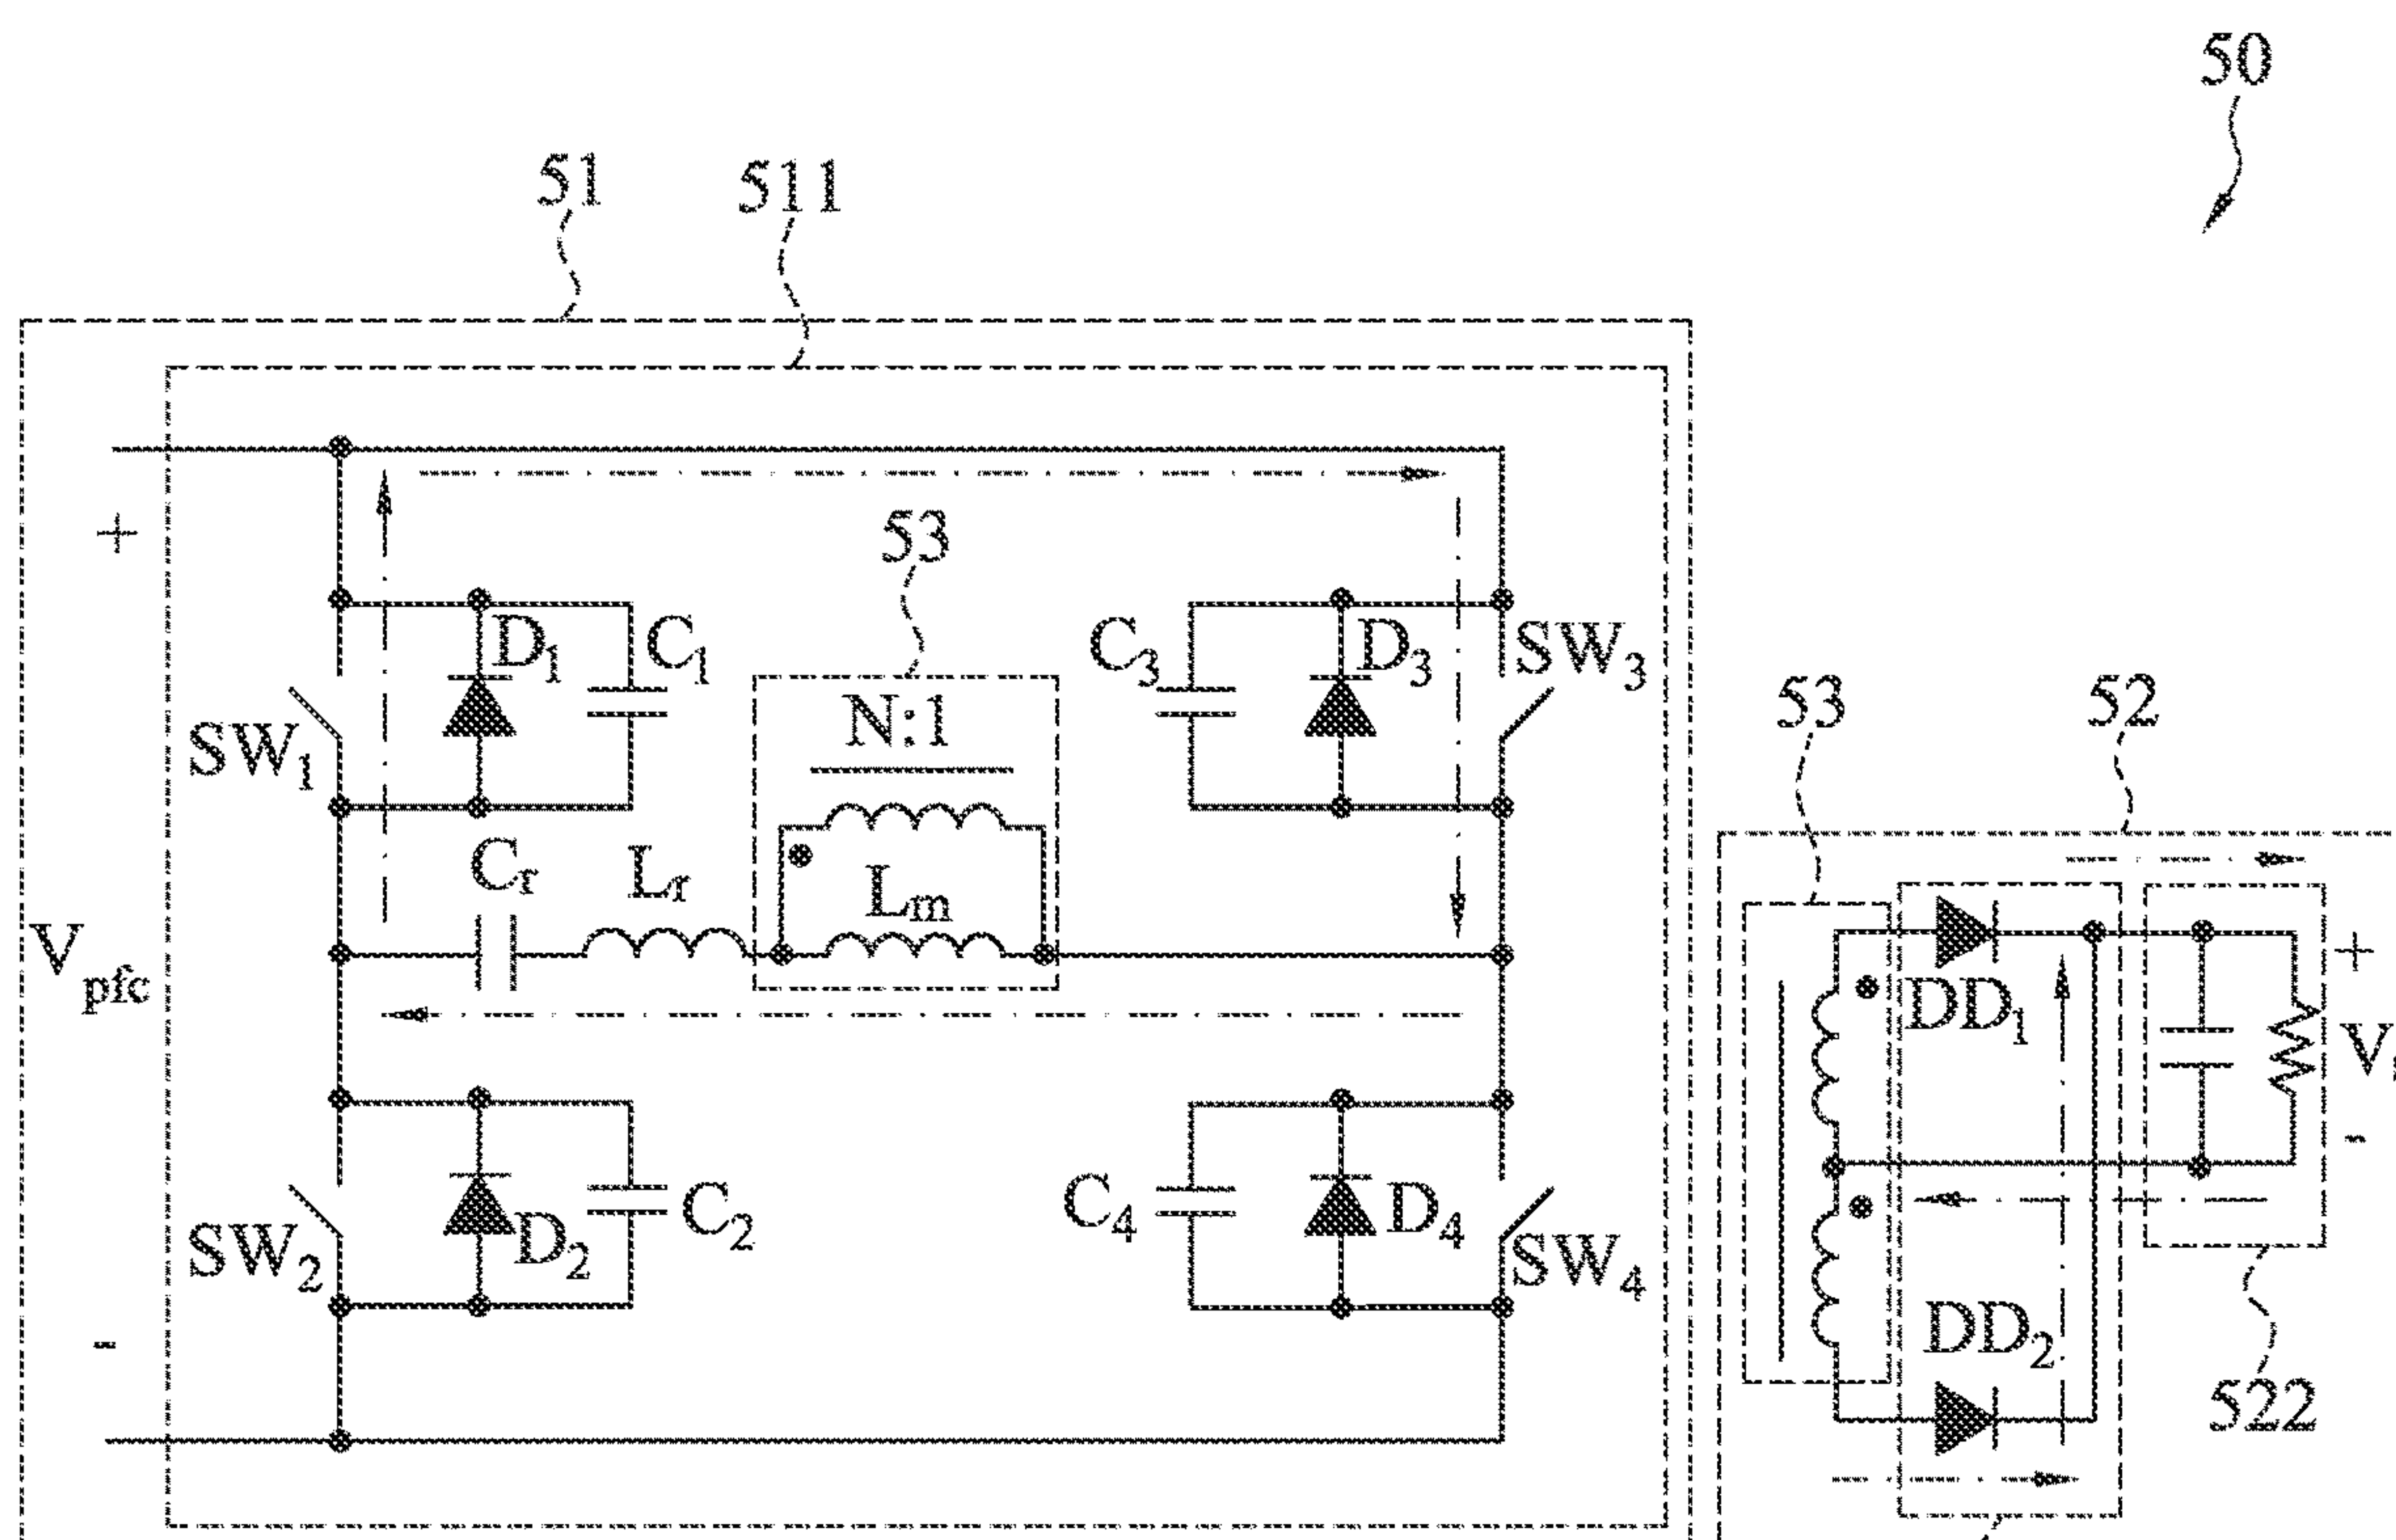 50
51
511
+
53
D1
C1
C3
D3
SW3
N:1
SW1
53
52
Cr
Lr
Lm
Vpfc
DD1
+
-
D2
C2
C4
D4
SW2
SW4
DD2
522
-